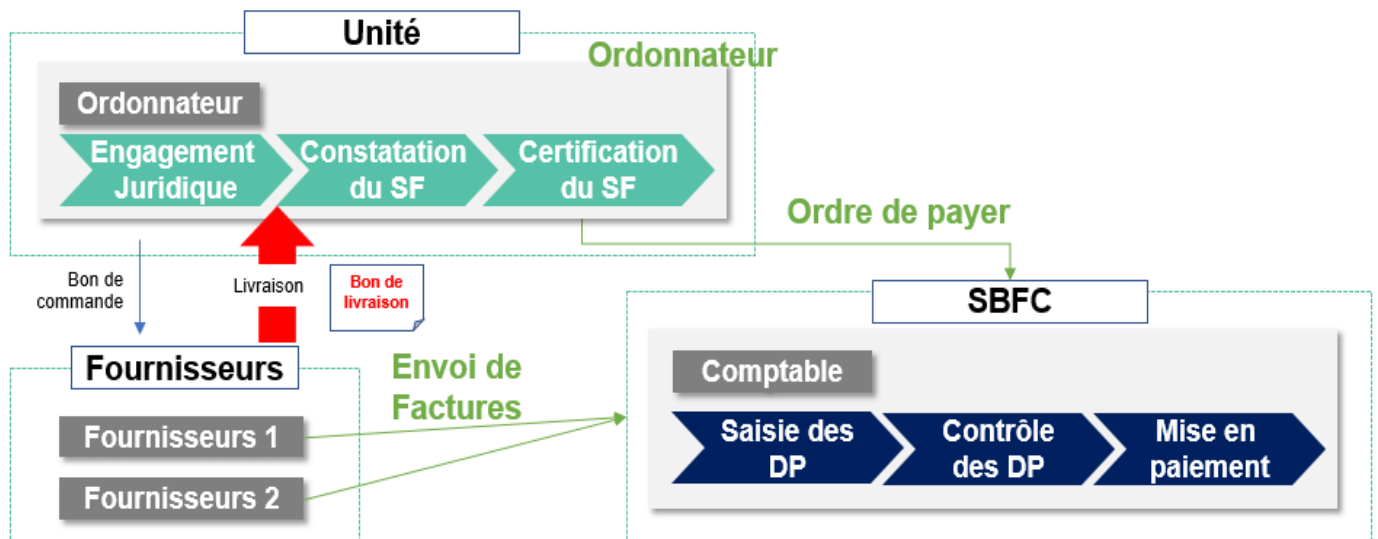 Unité
Ordonnateur
Ordonnateur
Engagement
Juridique
Constatation
du SF
Certification
du SF
Ordre de payer
Bon de
commande
Livraison
Bon de
livraison
SBFC
Fournisseurs
Envoi de
Factures
Comptable
Fournisseurs 1
Fournisseurs 2
Saisie des
DP
Contrôle
des DP
Mise en
paiement